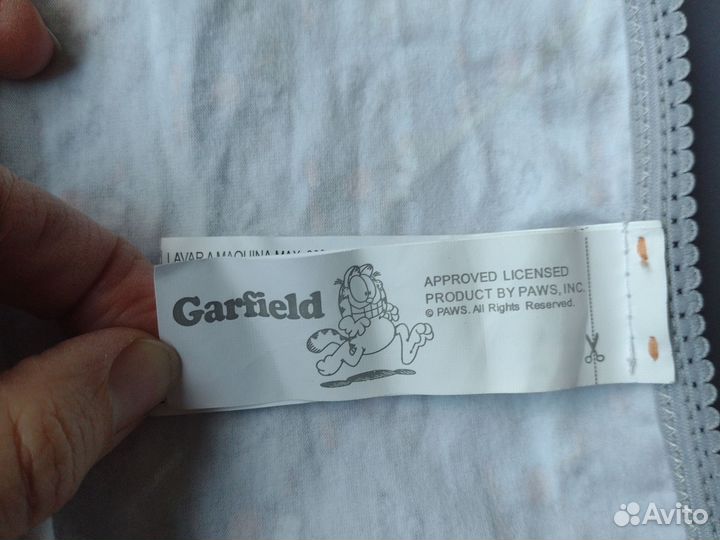 LAVAR A MAQUINA MAX.
Garfield
APPROVED LICENSED
PRODUCT BY PAWS, INC.
© PAWS. All Rights Reserved.
Avito